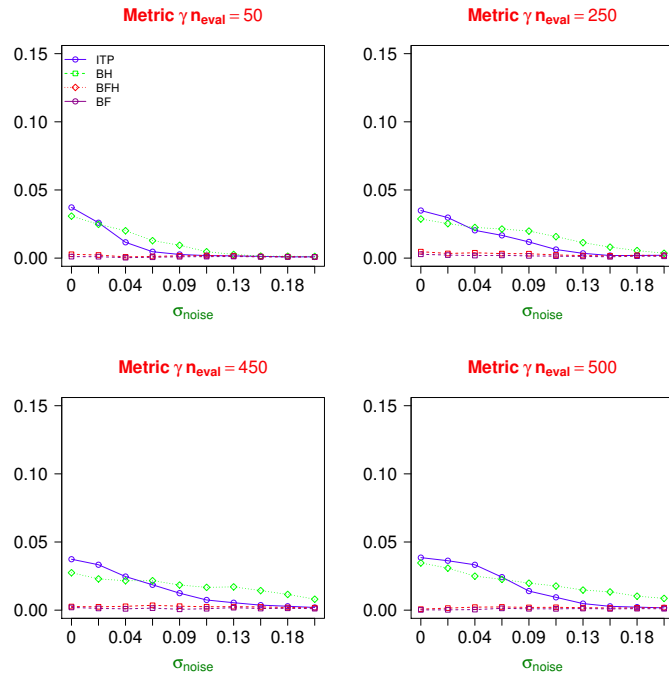 Metric γ n_eval = 50
0.15
0.10
0.05
0.00
ITP
BH
BFH
BF
0 0.04 0.09 0.13 0.18
σ_noise
Metric γ n_eval = 250
0.15
0.10
0.05
0.00
0 0.04 0.09 0.13 0.18
σ_noise
Metric γ n_eval = 450
0.15
0.10
0.05
0.00
0 0.04 0.09 0.13 0.18
σ_noise
Metric γ n_eval = 500
0.15
0.10
0.05
0.00
0 0.04 0.09 0.13 0.18
σ_noise